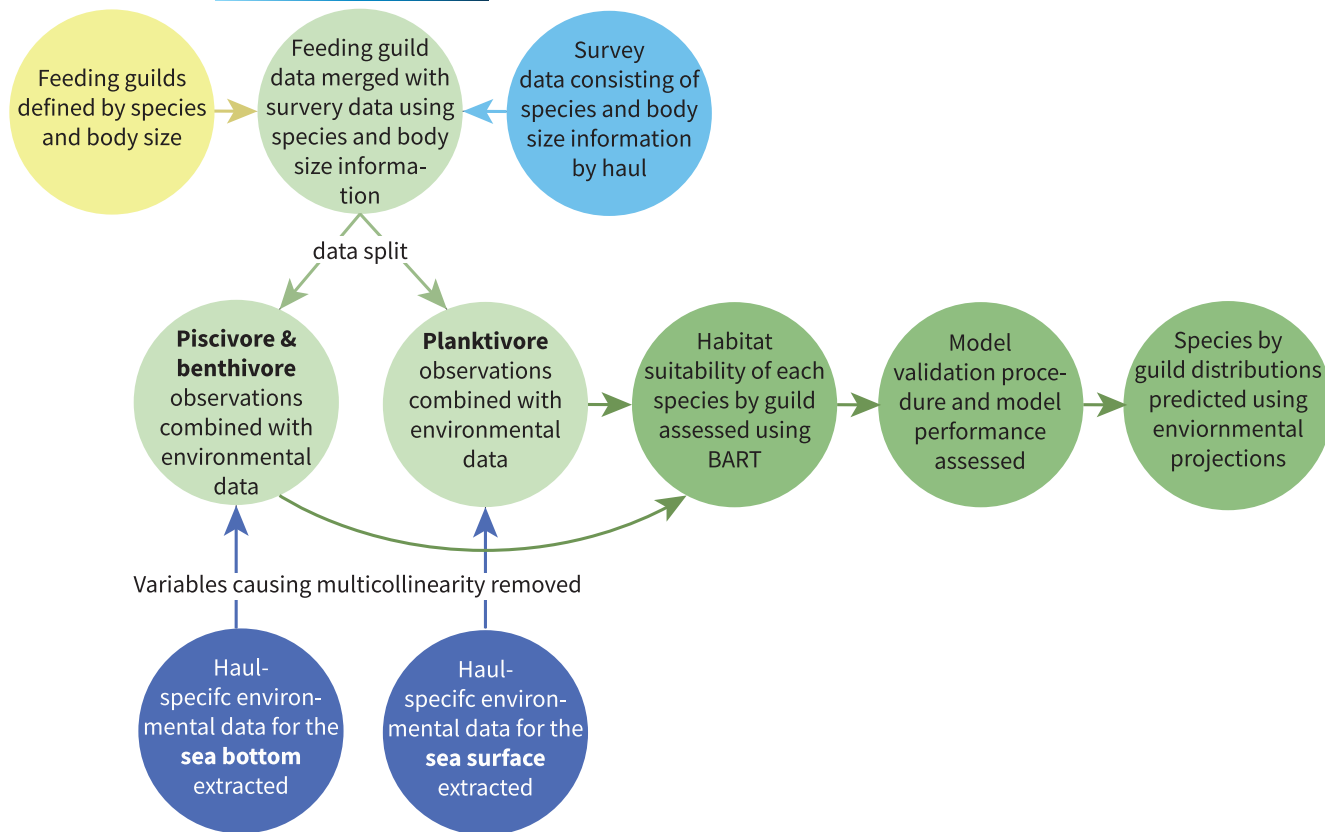 Feeding guilds
defined by species
and body size
Feeding guild
data merged with
survery data using
species and body
size informa-
tion
Survey
data consisting of
species and body
size information
by haul
data split
Piscivore &
benthivore
observations
combined with
environmental
data
Planktivore
observations
combined with
environmental
data
Habitat
suitability of each
species by guild
assessed using
BART
Model
validation proce-
dure and model
performance
assessed
Species by
guild distributions
predicted using
enviornmental
projections
Variables causing multicollinearity removed
Haul-
specifc environ-
mental data for the
sea bottom
extracted
Haul-
specifc environ-
mental data for the
sea surface
extracted